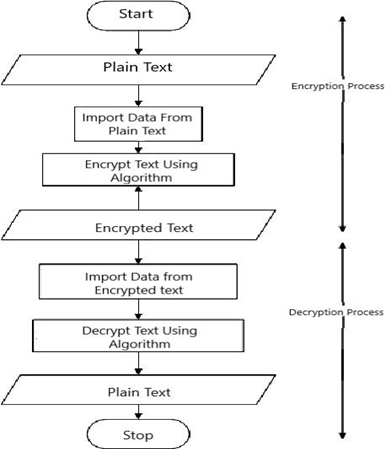 Start
Plain Text
Encryption Process
Import Data From
Plain Text
Encrypt Text Using
Algorithm
Encrypted Text
Import Data from
Encrypted text
Decryption Process
Decrypt Text Using
Algorithm
Plain Text
Stop